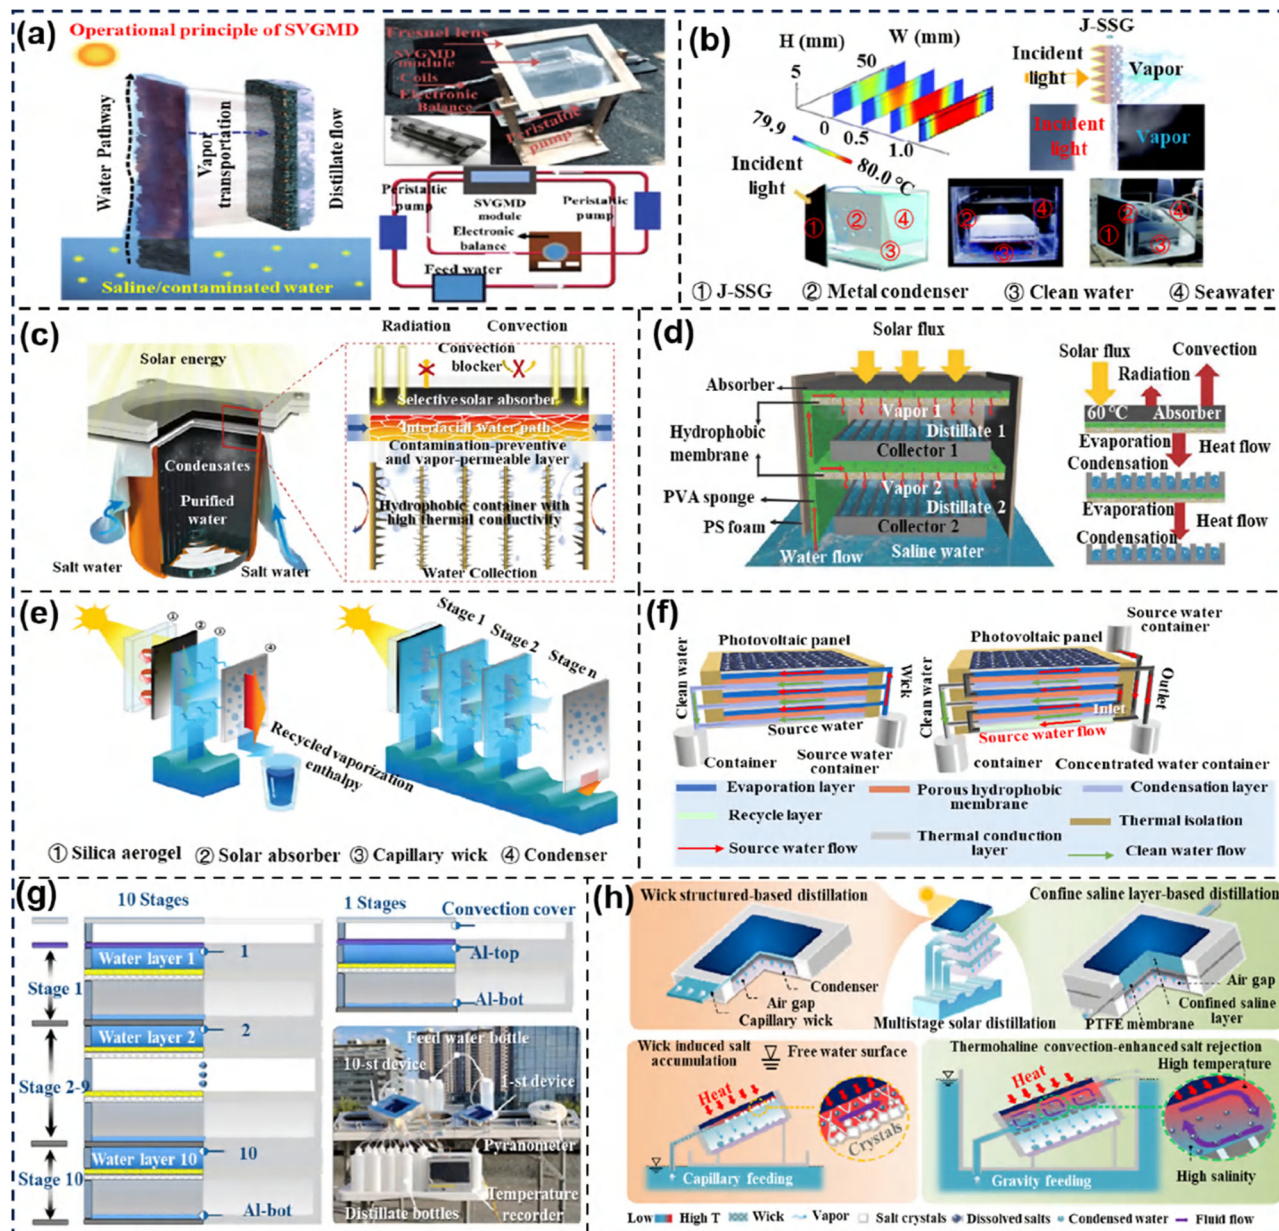 (a)
Operational principle of SVGMD
Water Pathway
Vapor
transportation
Distillate flow
Saline/contaminated water
Fresnel lens
SVGMD
module
Coils
Electronic
Balance
Peristaltic
pump
Peristaltic
pump
SVGMD
module
Peristaltic
pump
Electronic
balance
Feed water
(b)
H (mm)
W (mm)
5
50
0
0.5
1.0
79.9
80.0 °C
J-SSG
Incident
light
Vapor
Incident
light
Vapor
Incident
light
①
②
④
③
②
④
③
①
②
④
③
① J-SSG
② Metal condenser
③ Clean water
④ Seawater
(c)
Solar energy
Condensates
Purified
water
Salt water
Salt water
Radiation
Convection
Convection
blocker
Selective solar absorber
Interfacial water path
Contamination-preventive
and vapor-permeable layer
Hydrophobic container with
high thermal conductivity
Water Collection
(d)
Solar flux
Absorber
Hydrophobic
membrane
PVA sponge
PS foam
Vapor 1
Distillate 1
Collector 1
Vapor 2
Distillate 2
Collector 2
Water flow
Saline water
Solar flux
Convection
Radiation
60 °C
Absorber
Evaporation
Heat flow
Condensation
Evaporation
Heat flow
Condensation
(e)
①
②
③
④
Recycled vaporization
enthalpy
Stage 1
Stage 2
Stage n
① Silica aerogel
② Solar absorber
③ Capillary wick
④ Condenser
(f)
Photovoltaic panel
Clean water
Wick
Source water
Container
Source water
container
Source water
container
Photovoltaic panel
Clean water
Outlet
Inlet
Source water flow
container
Concentrated water container
Evaporation layer
Porous hydrophobic
membrane
Condensation layer
Recycle layer
Thermal conduction
layer
Thermal isolation
Source water flow
Clean water flow
(g)
10 Stages
Water layer 1
1
Stage 1
Water layer 2
2
Stage 2-9
Water layer 10
10
Stage 10
Al-bot
1 Stages
Convection cover
Al-top
Al-bot
Feed water bottle
10-st device
1-st device
Pyranometer
Temperature
recorder
Distillate bottles
(h)
Wick structured-based distillation
Condenser
Air gap
Capillary wick
Multistage solar distillation
Confine saline layer-based distillation
Air gap
Confined saline
layer
PTFE membrane
Wick induced salt
accumulation
Free water surface
Heat
Crystals
Capillary feeding
Thermohaline convection-enhanced salt rejection
High temperature
Heat
High salinity
Gravity feeding
Low
High T
Wick
Vapor
Salt crystals
Dissolved salts
Condensed water
Fluid flow